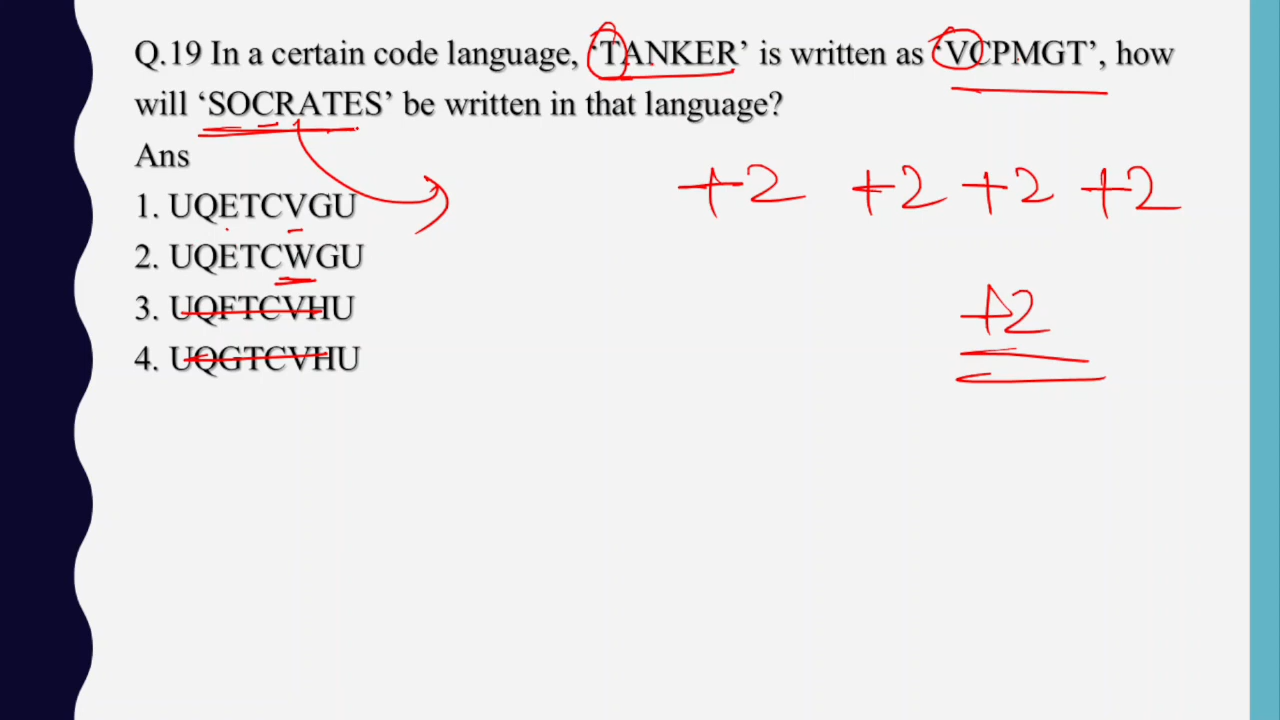 Q.19 In a certain code language, ‘TANKER’ is written as ‘VCPMGT’, how
will ‘SOCRATES’ be written in that language?
Ans
+2 +2 +2 +2
1. UQETCVGU
2. UQETCWGU
3. UQFTCVHU
+2
4. UQGTCVHU